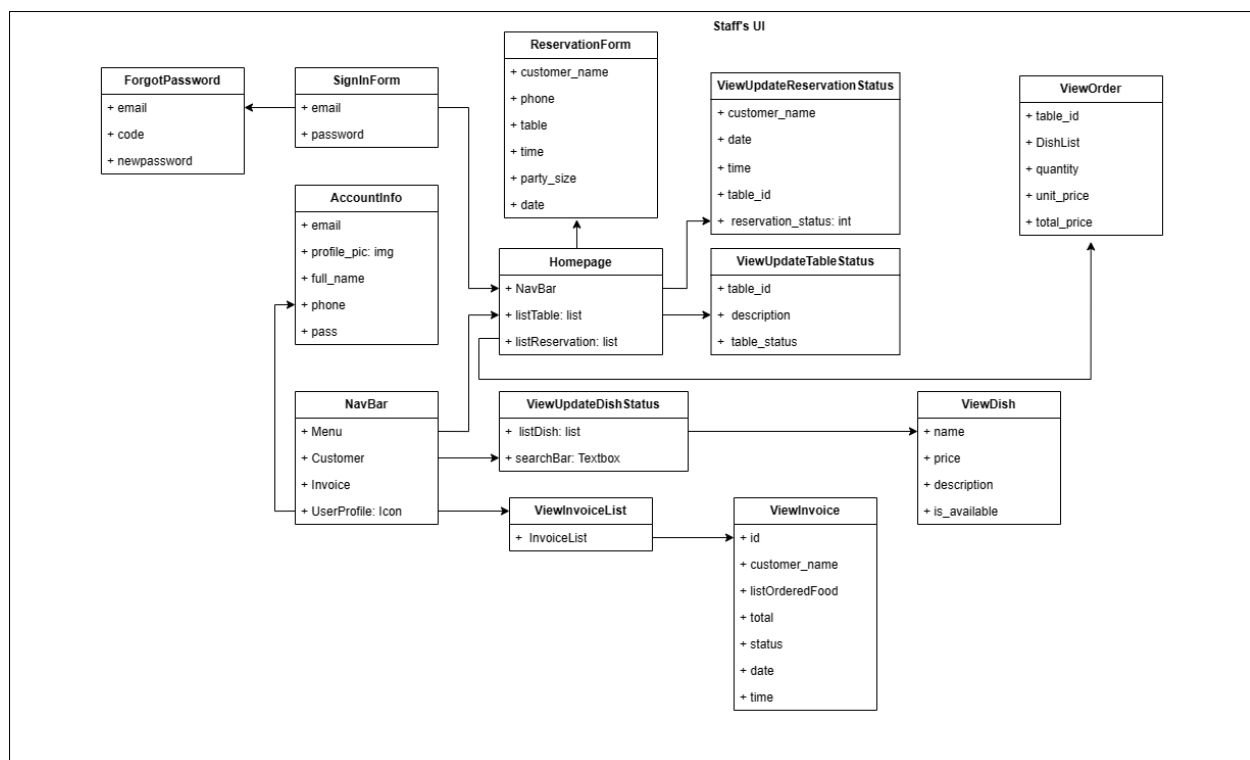 Staff's UI
ForgotPassword
+ email
+ code
+ newpassword
SignInForm
+ email
+ password
ReservationForm
+ customer_name
+ phone
+ table
+ time
+ party_size
+ date
ViewUpdateReservationStatus
+ customer_name
+ date
+ time
+ table_id
+ reservation_status: int
ViewOrder
+ table_id
+ DishList
+ quantity
+ unit_price
+ total_price
AccountInfo
+ email
+ profile_pic: img
+ full_name
+ phone
+ pass
Homepage
+ NavBar
+ listTable: list
+ listReservation: list
ViewUpdateTableStatus
+ table_id
+ description
+ table_status
NavBar
+ Menu
+ Customer
+ Invoice
+ UserProfile: Icon
ViewUpdateDishStatus
+ listDish: list
+ searchBar: Textbox
ViewDish
+ name
+ price
+ description
+ is_available
ViewInvoiceList
+ InvoiceList
ViewInvoice
+ id
+ customer_name
+ listOrderedFood
+ total
+ status
+ date
+ time